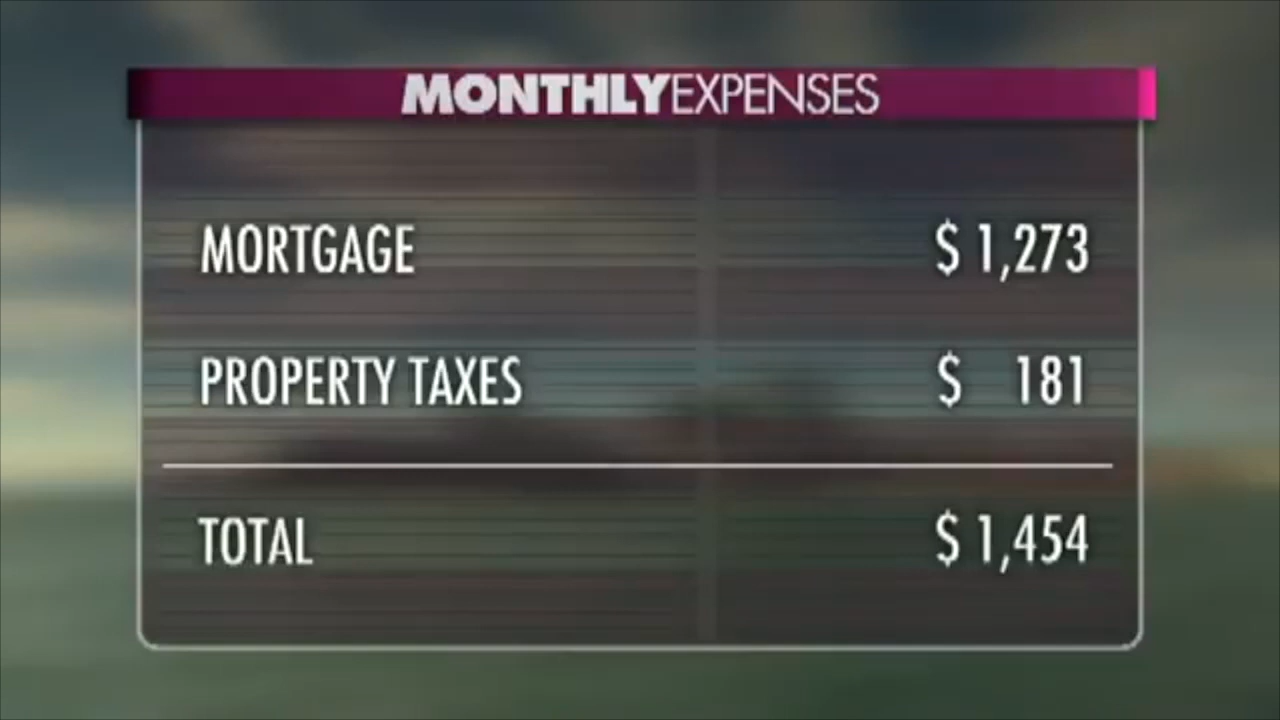 MONTHLYEXPENSES
MORTGAGE $ 1,273
PROPERTY TAXES $ 181
TOTAL $ 1,454